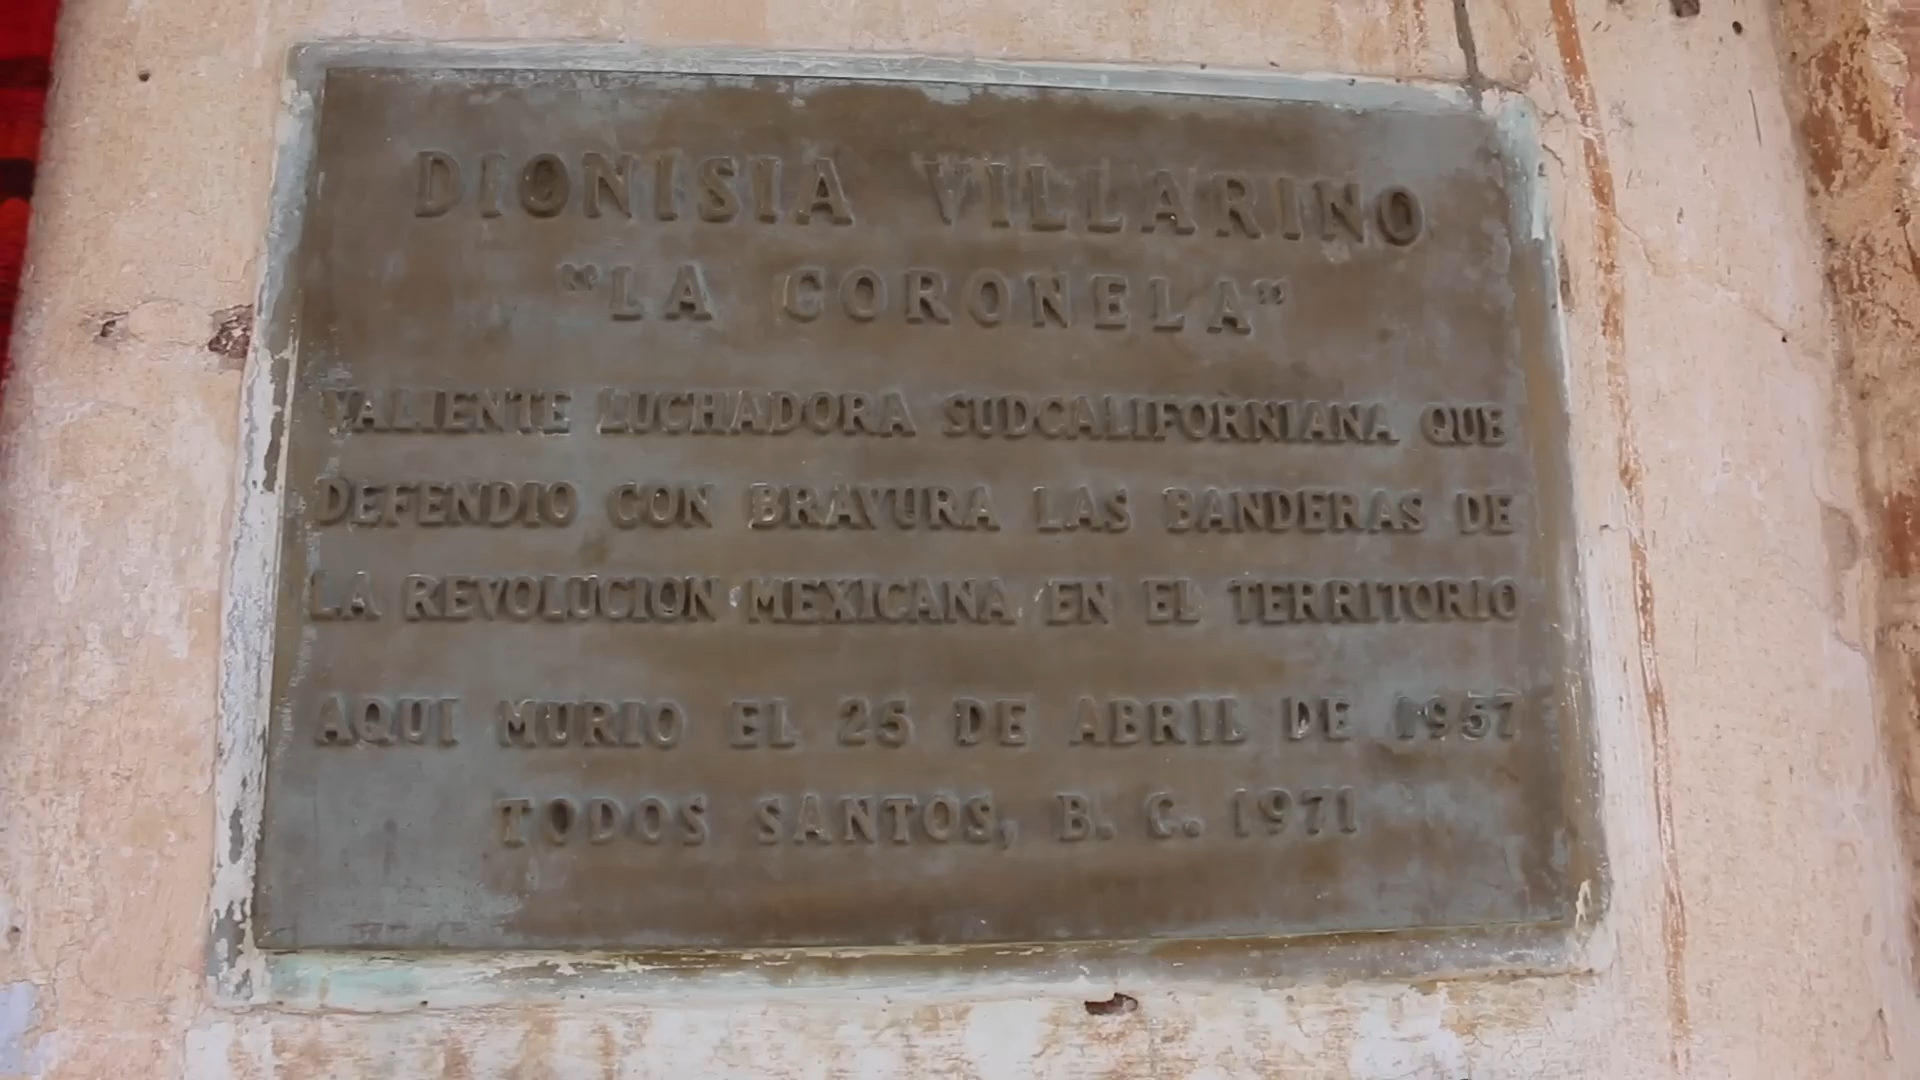 DIONISIA VILLARINO
"LA CORONELA"
VALIENTE LUCHADORA SUDCALIFORNIANA QUE
DEFENDIO CON BRAVURA LAS BANDERAS DE
LA REVOLUCION MEXICANA EN EL TERRITORIO
AQUI MURIO EL 25 DE ABRIL DE 1957
TODOS SANTOS, B. C. 1971